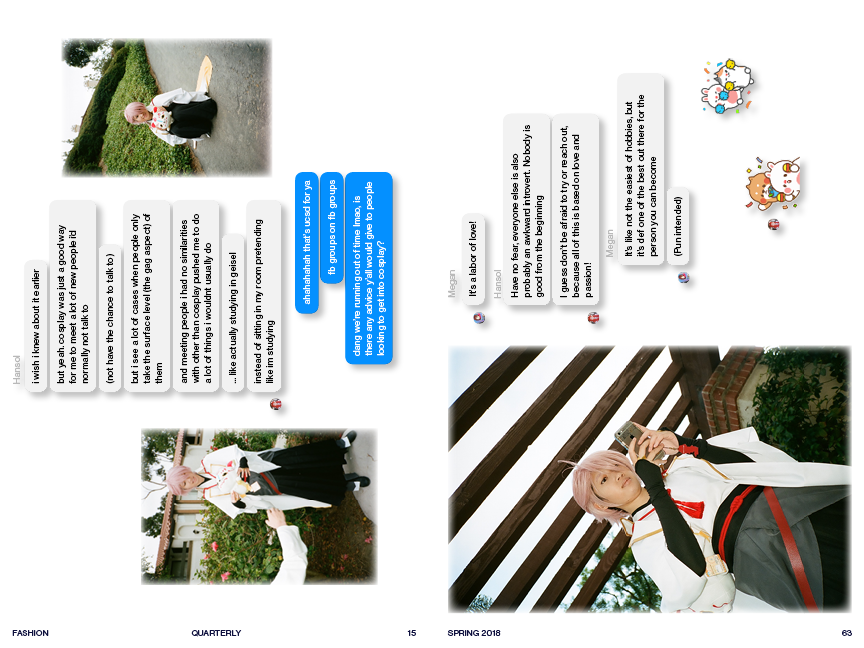 Hansol
i wish i knew about it earlier
but yeah. cosplay was just a good way
for me to meet a lot of new people i'd
normally not talk to
(not have the chance to talk to)
but i see a lot of cases when people only
take the surface level (the gag aspect) of
them
and meeting people i had no similarities
with other than cosplay pushed me to do
a lot of things i wouldnt usually do
... like actually studying in geisel
instead of sitting in my room pretending
like im studying
ahahahahah that's ucsd for ya
fb groups on fb groups
dang we're running out of time lmao, is
there any advice y'all would give to people
looking to get into cosplay?
Megan
It's a labor of love!
Hansol
Have no fear, everyone else is also
probably an awkward introvert. Nobody is
good from the beginning
I guess don't be afraid to try or reach out,
because all of this is based on love and
passion!
Megan
It's like not the easiest of hobbies, but
it's def one of the best out there for the
person you can become
(Pun intended)
FASHION
QUARTERLY
15
SPRING 2018
63